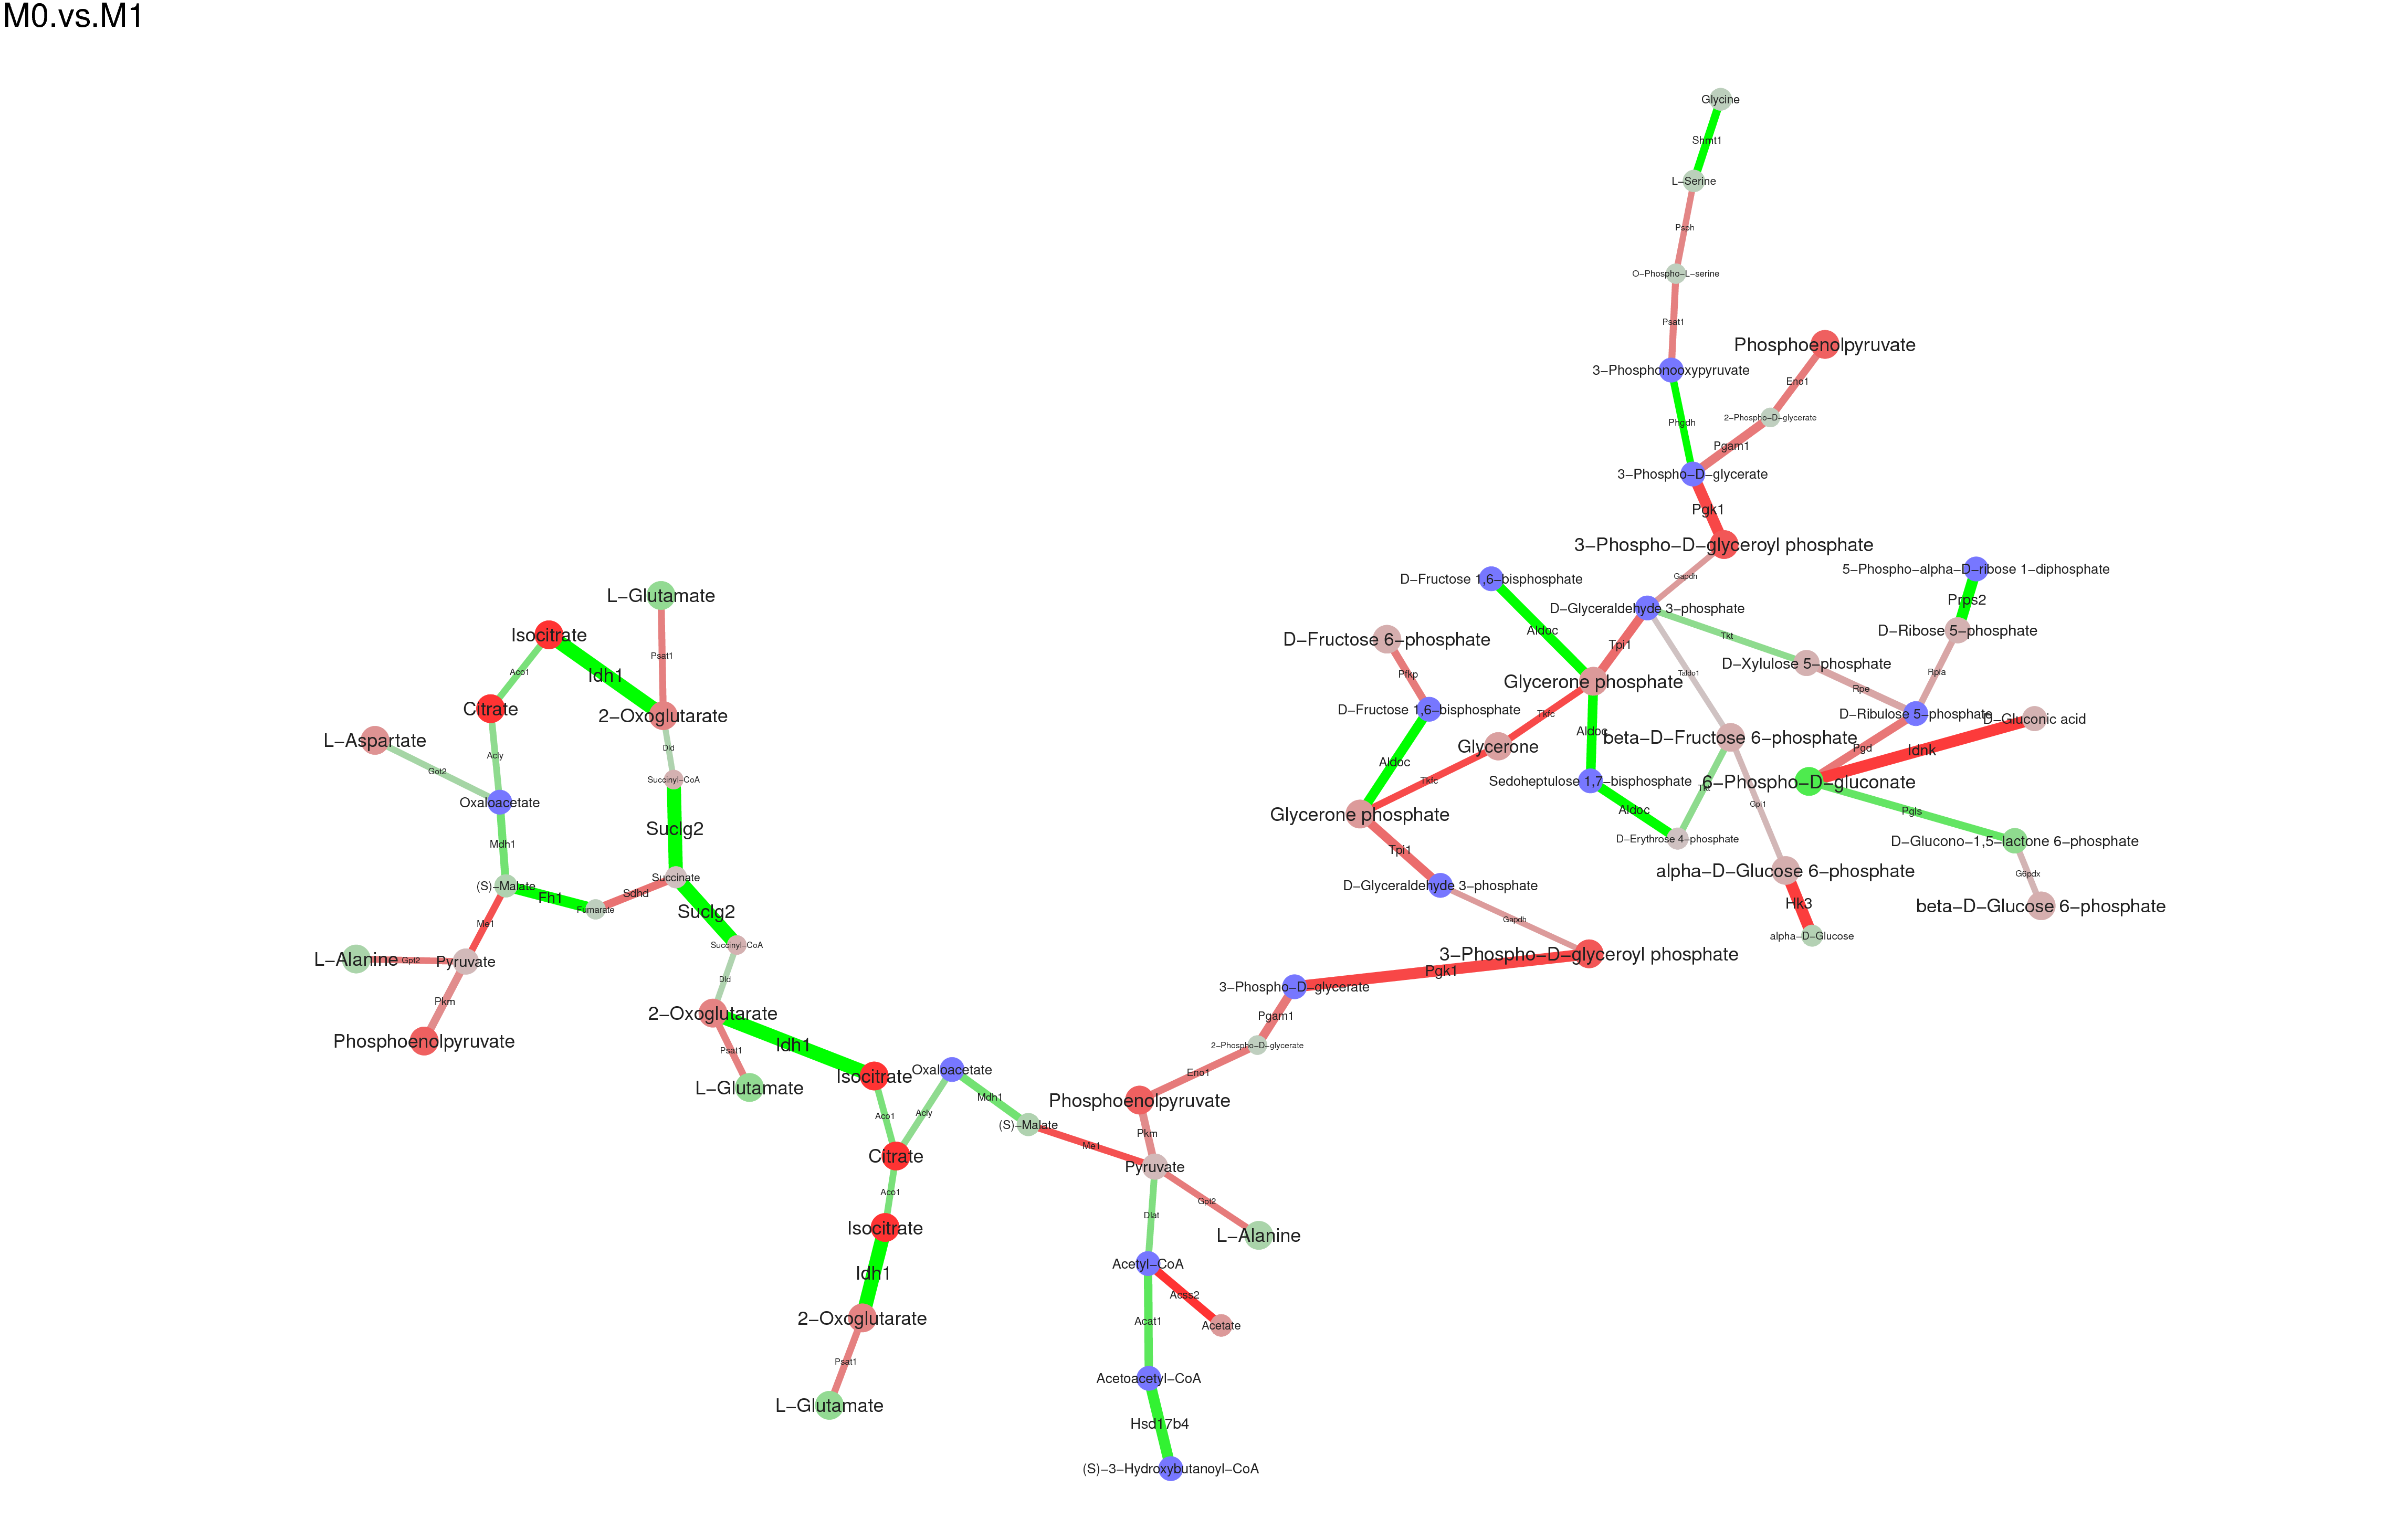 M0.vs.M1
Glycine
Shmt1
L−Serine
Psph
O−Phospho−L−serine
Psat1
Phosphoenolpyruvate
3−Phosphonooxypyruvate
Eno1
2−Phospho−D−glycerate
Phgdh
Pgam1
3−Phospho−D−glycerate
Pgk1
3−Phospho−D−glyceroyl phosphate
5−Phospho−alpha−D−ribose 1−diphosphate
Gapdh
D−Fructose 1,6−bisphosphate
L−Glutamate
Prps2
D−Glyceraldehyde 3−phosphate
Aldoc
D−Ribose 5−phosphate
Isocitrate
Tkt
D−Fructose 6−phosphate
Tpi1
Psat1
D−Xylulose 5−phosphate
Aco1
Idh1
Pfkp
Taldo1
Rpla
Glycerone phosphate
Rpe
Citrate
2−Oxoglutarate
D−Fructose 1,6−bisphosphate
Tkfc
D−Ribulose 5−phosphate
D−Gluconic acid
L−Aspartate
Aldoc
beta−D−Fructose 6−phosphate
Dld
Glycerone
Pgd
Idnk
Acly
Aldoc
Got2
Succinyl−CoA
Tkfc
Sedoheptulose 1,7−bisphosphate
Tkt
6−Phospho−D−gluconate
Oxaloacetate
Gpi1
Aldoc
Pgls
Glycerone phosphate
Suclg2
D−Erythrose 4−phosphate
D−Glucono−1,5−lactone 6−phosphate
Mdh1
Tpi1
alpha−D−Glucose 6−phosphate
G6pdx
Succinate
(S)−Malate
D−Glyceraldehyde 3−phosphate
Sdhd
Fh1
Hk3
Fumarate
Suclg2
beta−D−Glucose 6−phosphate
Gapdh
Me1
alpha−D−Glucose
Succinyl−CoA
3−Phospho−D−glyceroyl phosphate
L−Alanine
Gpt2
Pyruvate
Pgk1
Dld
3−Phospho−D−glycerate
Pkm
2−Oxoglutarate
Pgam1
Phosphoenolpyruvate
Idh1
2−Phospho−D−glycerate
Psat1
Oxaloacetate
Eno1
Isocitrate
L−Glutamate
Mdh1
Phosphoenolpyruvate
Aco1
Acly
(S)−Malate
Pkm
Me1
Citrate
Pyruvate
Aco1
Gpt2
Dlat
Isocitrate
L−Alanine
Acetyl−CoA
Idh1
Acss2
2−Oxoglutarate
Acat1
Acetate
Psat1
Acetoacetyl−CoA
L−Glutamate
Hsd17b4
(S)−3−Hydroxybutanoyl−CoA